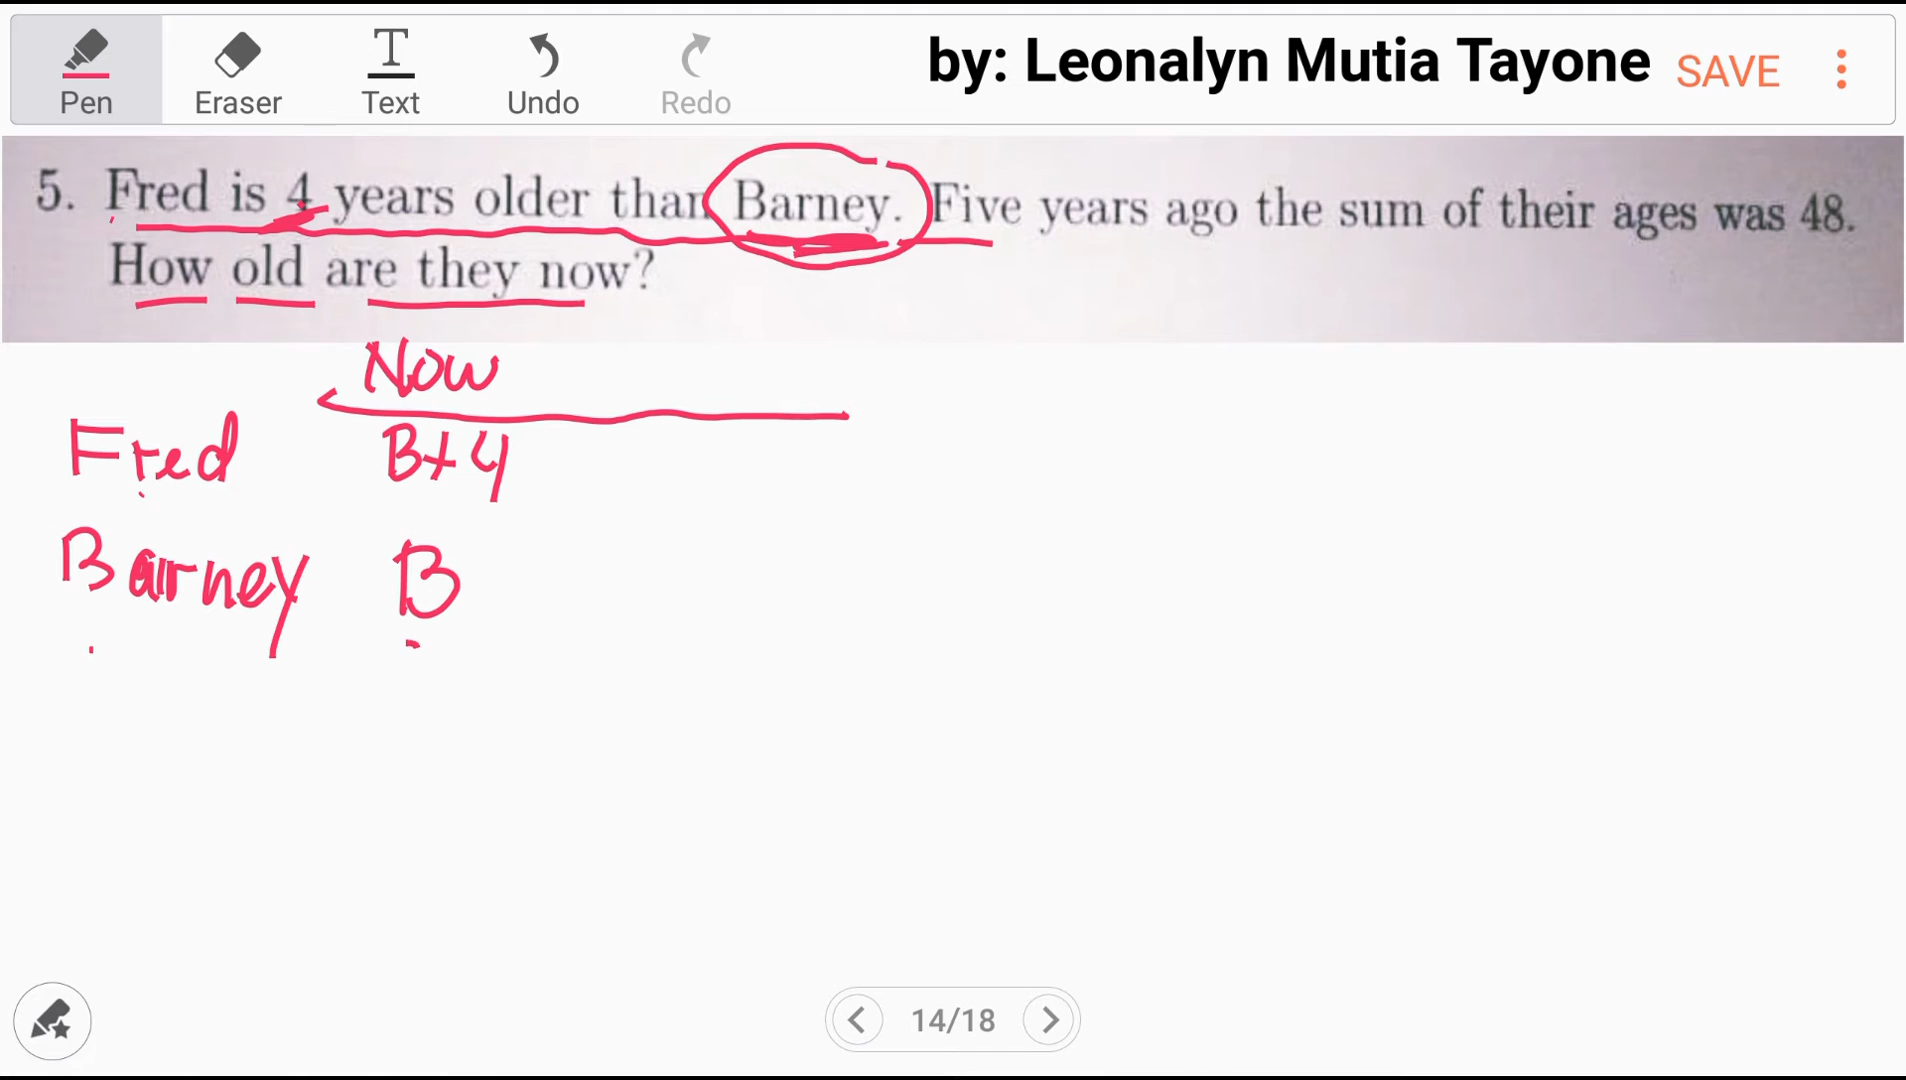 Pen
Eraser
Text
Undo
Redo
by: Leonalyn Mutia Tayone
SAVE
5. Fred is 4 years older than Barney. Five years ago the sum of their ages was 48.
How old are they now?
Now
Fred B+4
Barney B
14/18